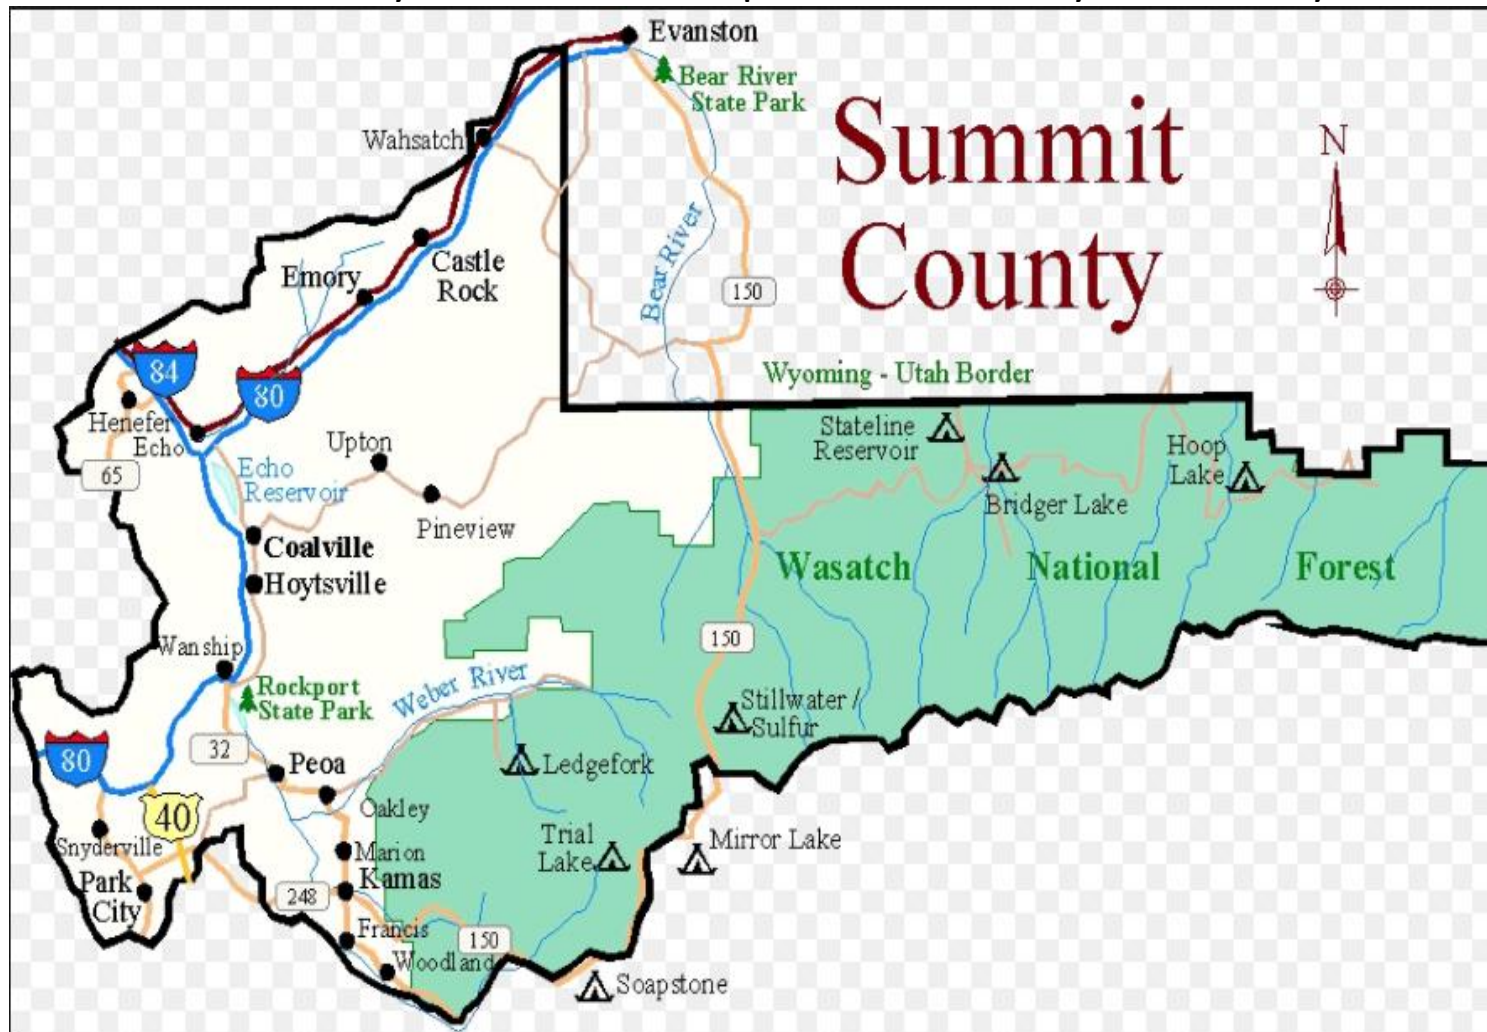 Evanston
Bear River
State Park
Summit
County
N
Wahsatch
Castle
Rock
Emory
Bear River
150
84
80
Wyoming - Utah Border
Henefer
Echo
65
Upton
Echo
Reservoir
Pineview
Stateline
Reservoir
Bridger Lake
Hoop
Lake
Coalville
Hoytsville
Wasatch National Forest
Wanship
Rockport
State Park
Weber River
150
32
80
Peoa
Stillwater /
Sulfur
Ledgefork
40
Oakley
Snyderville
Marion
Trial
Lake
Mirror Lake
Park
City
Kamas
248
Francis
150
Woodland
Soapstone